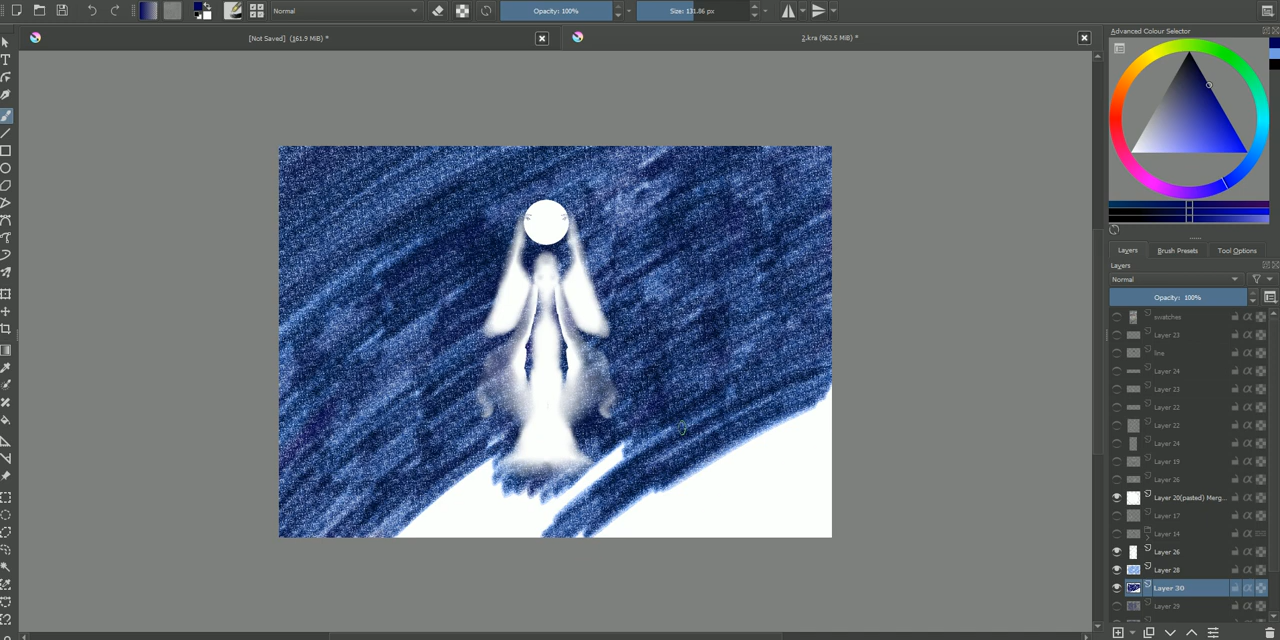 Normal
Opacity: 100%
Size: 131.86 px
[Not Saved] (161.9 MiB) *
2.kra (962.5 MiB) *
Advanced Colour Selector
Layers
Brush Presets
Tool Options
Layers
Normal
Opacity: 100%
swatches
Layer 23
line
Layer 24
Layer 23
Layer 22
Layer 22
Layer 24
Layer 19
Layer 26
Layer 20(pasted) Merg...
Layer 17
Layer 14
Layer 26
Layer 28
Layer 30
Layer 29